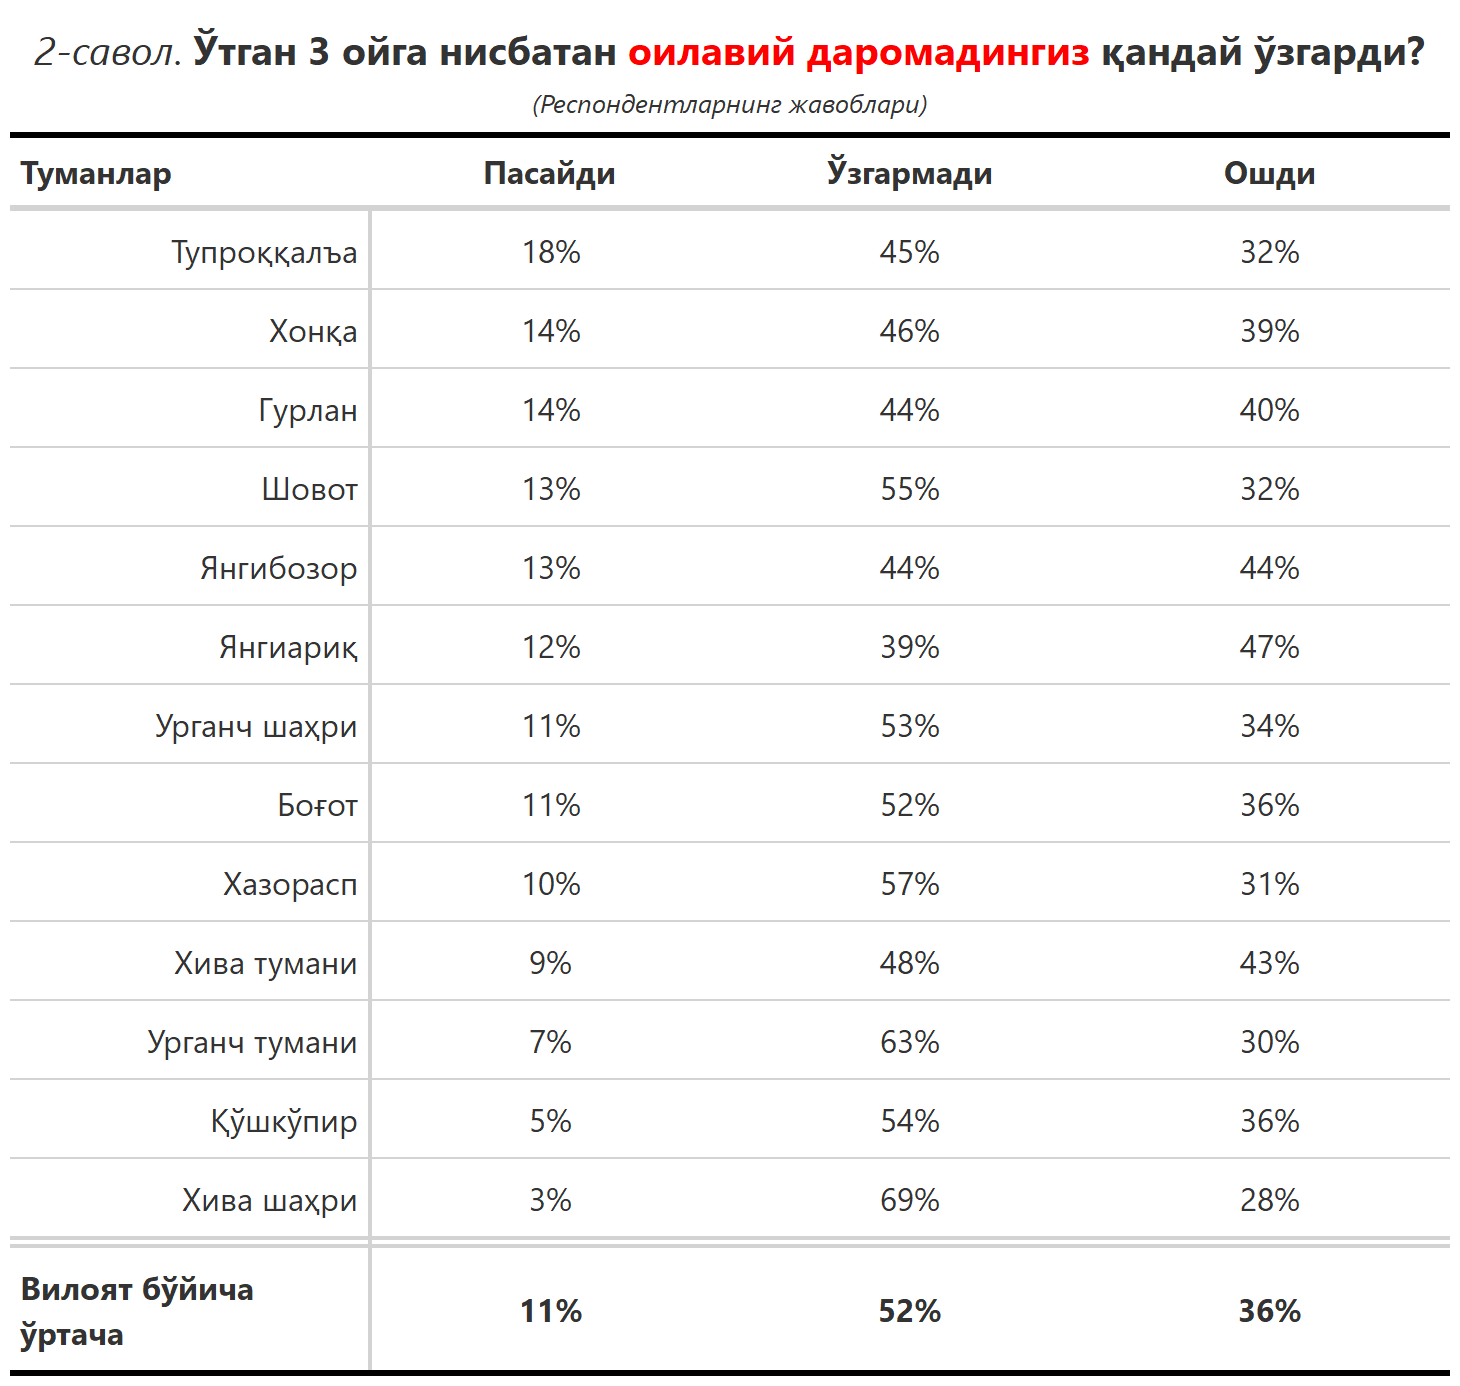 2-савол. Ўтган 3 ойга нисбатан оилавий даромадингиз қандай ўзгарди?
(Респондентларнинг жавоблари)
Туманлар Пасайди Ўзгармади Ошди
Тупроққалъа 18% 45% 32%
Хонқа 14% 46% 39%
Гурлан 14% 44% 40%
Шовот 13% 55% 32%
Янгибозор 13% 44% 44%
Янгиариқ 12% 39% 47%
Урганч шаҳри 11% 53% 34%
Боғот 11% 52% 36%
Хазорасп 10% 57% 31%
Хива тумани 9% 48% 43%
Урганч тумани 7% 63% 30%
Қўшкўпир 5% 54% 36%
Хива шаҳри 3% 69% 28%
Вилоят бўйича
ўртача 11% 52% 36%